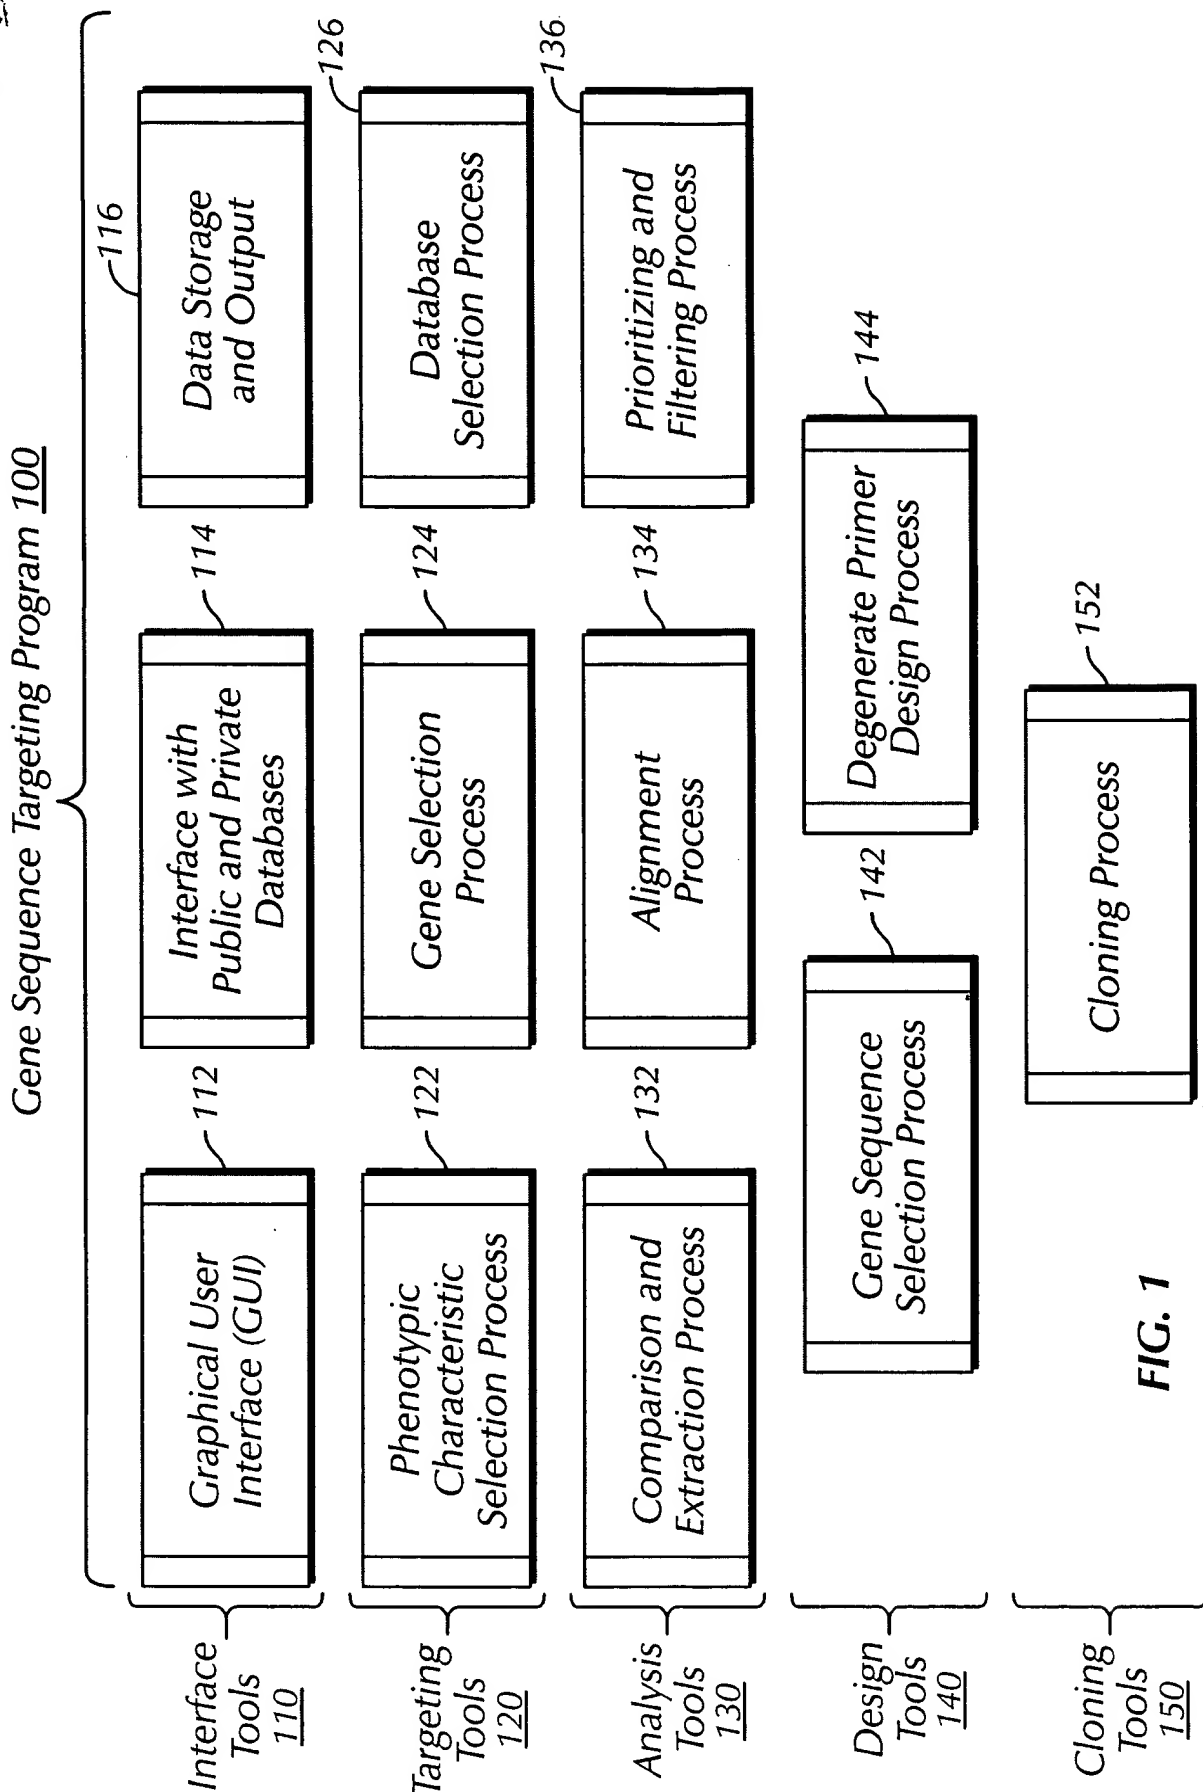 Gene Sequence Targeting Program 100
Interface
Tools
110
112
Graphical User
Interface (GUI)
114
Interface with
Public and Private
Databases
116
Data Storage
and Output
Targeting
Tools
120
122
Phenotypic
Characteristic
Selection Process
124
Gene Selection
Process
126
Database
Selection Process
Analysis
Tools
130
132
Comparison and
Extraction Process
134
Alignment
Process
136
Prioritizing and
Filtering Process
Design
Tools
140
142
Gene Sequence
Selection Process
144
Degenerate Primer
Design Process
Cloning
Tools
150
152
Cloning Process
FIG. 1